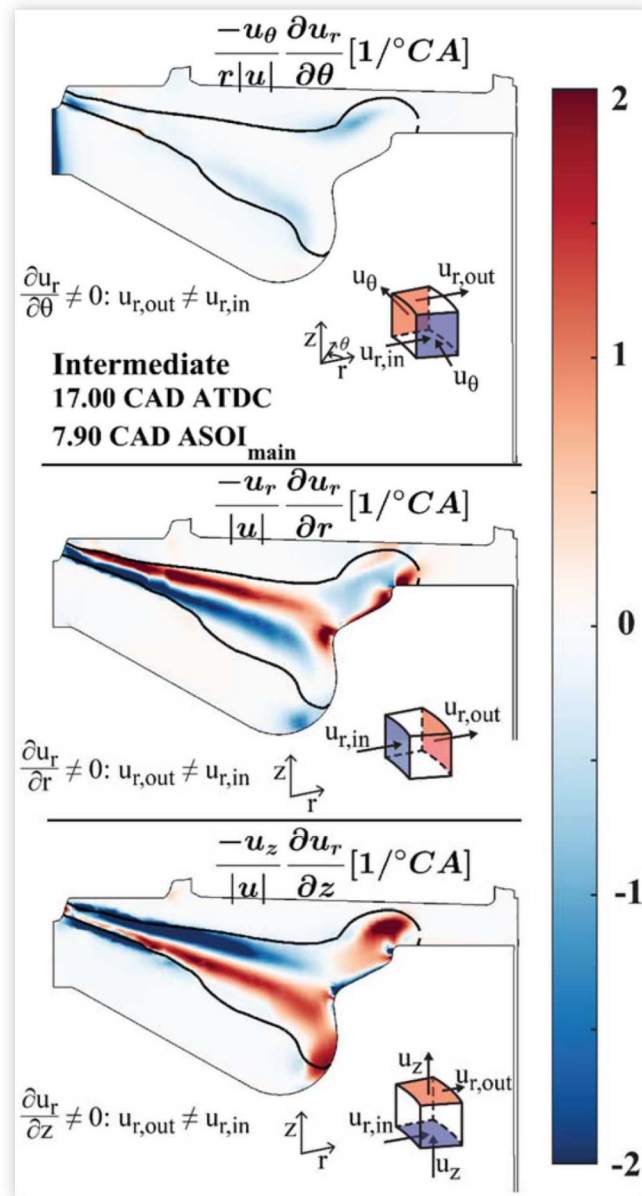 −u_θ/(r|u|) ∂u_r/∂θ [1/°CA]
∂u_r/∂θ ≠ 0: u_r,out ≠ u_r,in
u_θ
u_r,out
z
θ
r
u_r,in
u_θ
Intermediate
17.00 CAD ATDC
7.90 CAD ASOI_main
−u_r/|u| ∂u_r/∂r [1/°CA]
u_r,in
u_r,out
∂u_r/∂r ≠ 0: u_r,out ≠ u_r,in
z
r
−u_z/|u| ∂u_r/∂z [1/°CA]
u_z
u_r,out
u_r,in
u_z
∂u_r/∂z ≠ 0: u_r,out ≠ u_r,in
z
r
2
1
0
-1
-2